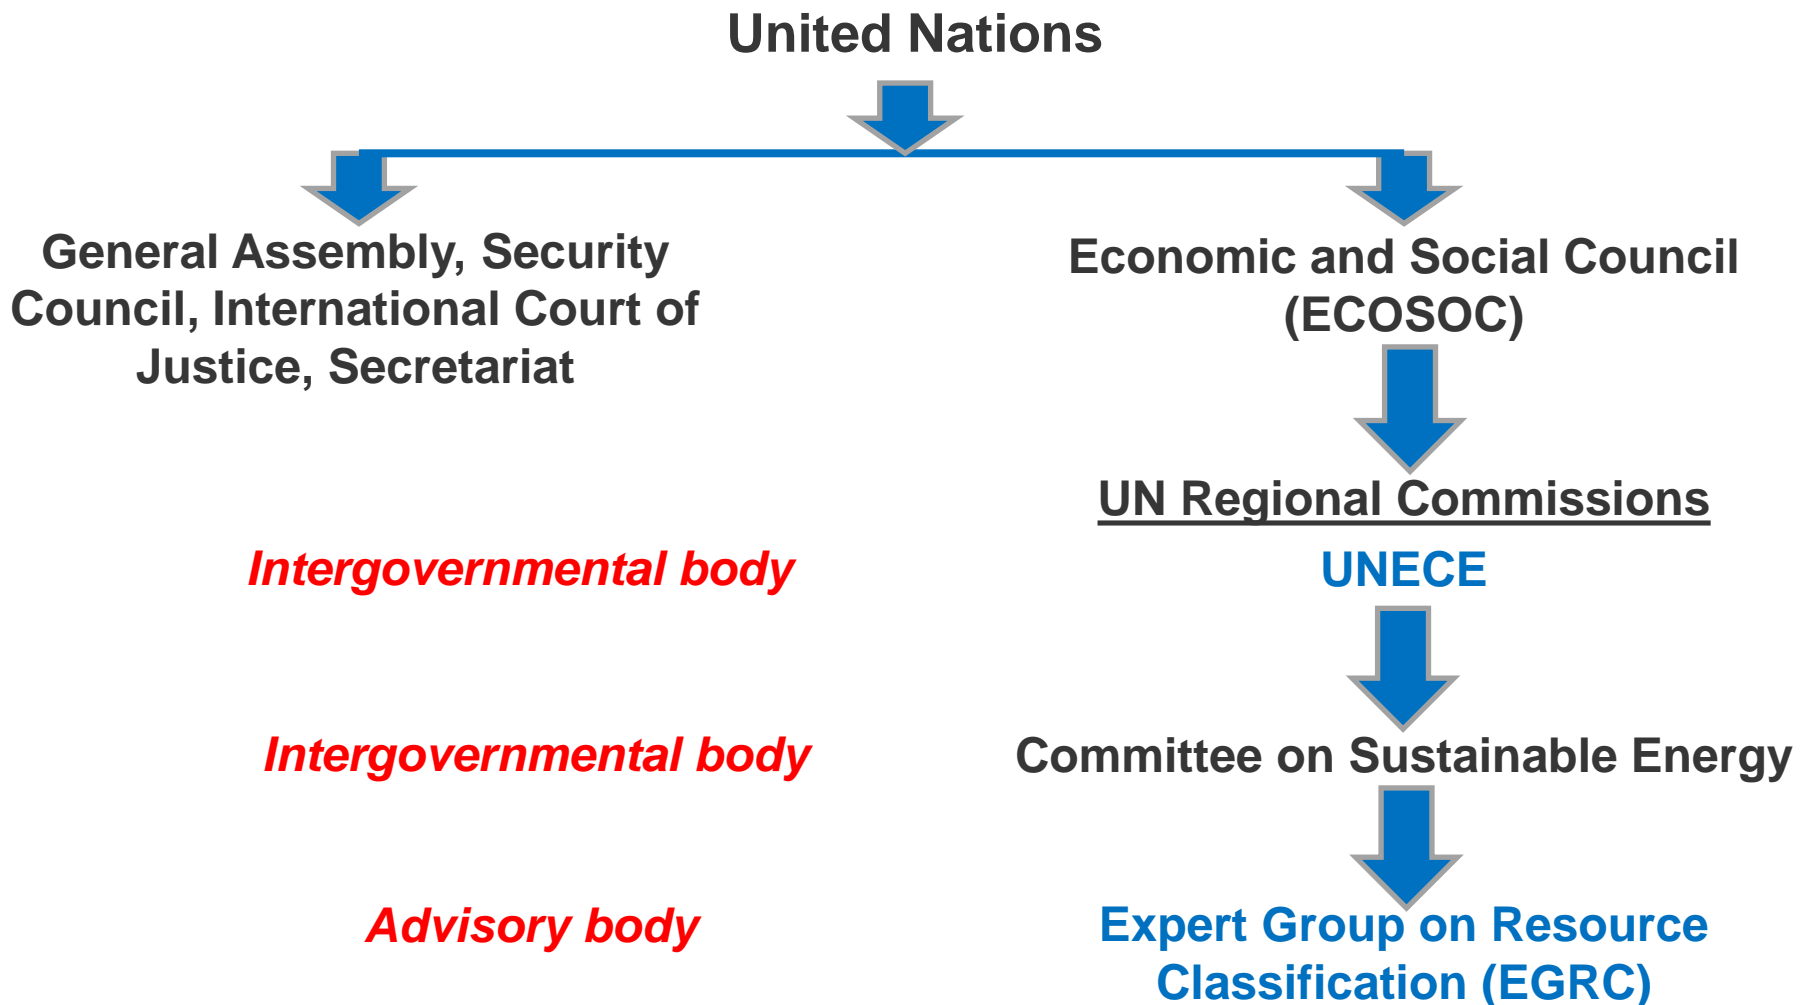 United Nations
General Assembly, Security
Council, International Court of
Justice, Secretariat
Economic and Social Council
(ECOSOC)
UN Regional Commissions
Intergovernmental body
UNECE
Intergovernmental body
Committee on Sustainable Energy
Advisory body
Expert Group on Resource
Classification (EGRC)